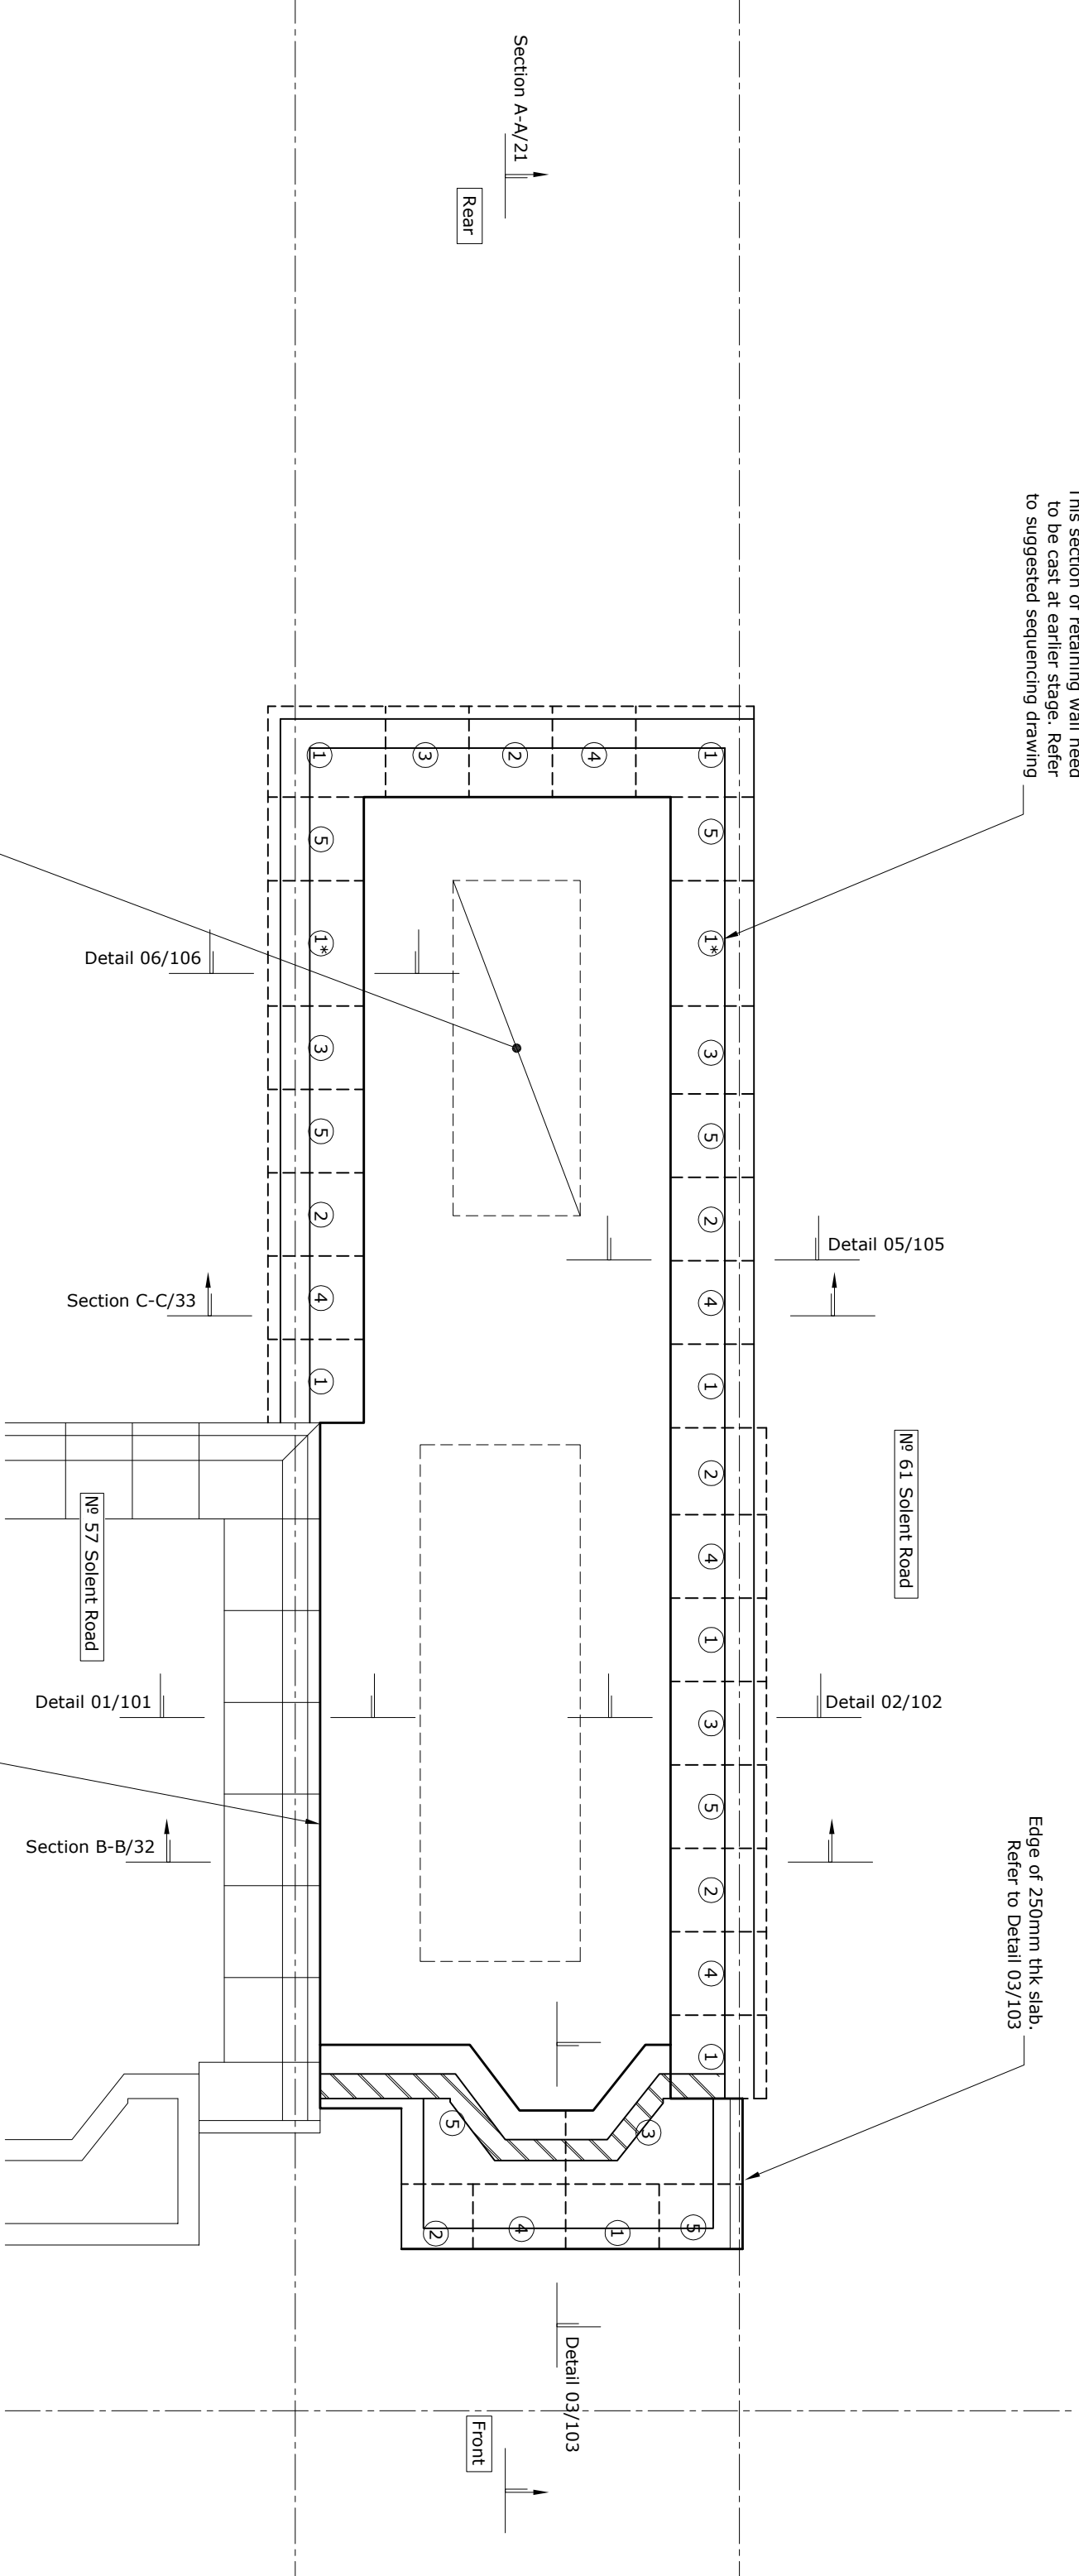 Section A-A/21
Rear
This section of retaining wall need
to be cast at earlier stage. Refer
to suggested sequencing drawing
1
3
2
4
1
5
5
1*
1*
Detail 06/106
3
3
5
5
2
2
Detail 05/105
Section C-C/33
4
4
1
1
Nº 61 Solent Road
2
Nº 57 Solent Road
4
1
Detail 01/101
3
Detail 02/102
5
Section B-B/32
2
Edge of 250mm thk slab.
Refer to Detail 03/103
4
1
5
3
2
4
1
5
Detail 03/103
Front